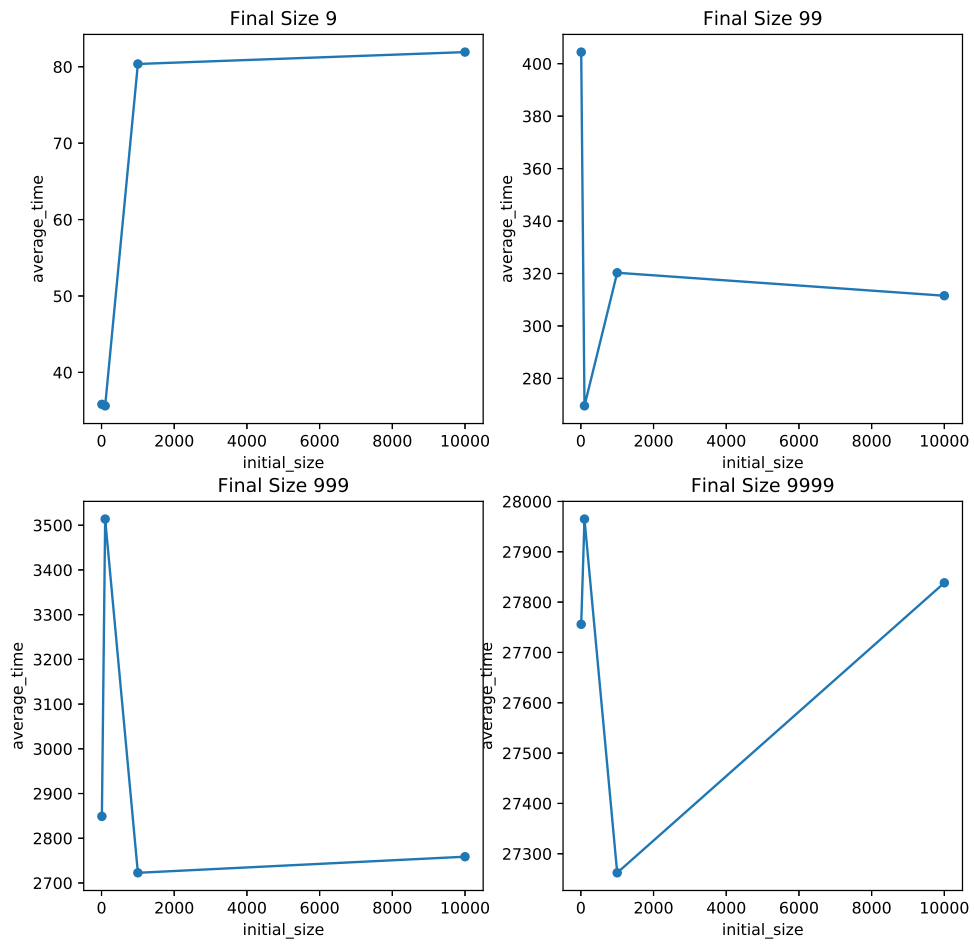 Final Size 9
80
70
60
50
40
average_time
0 2000 4000 6000 8000 10000
initial_size
Final Size 99
400
380
360
340
320
300
280
average_time
0 2000 4000 6000 8000 10000
initial_size
Final Size 999
3500
3400
3300
3200
3100
3000
2900
2800
2700
average_time
0 2000 4000 6000 8000 10000
initial_size
Final Size 9999
28000
27900
27800
27700
27600
27500
27400
27300
average_time
0 2000 4000 6000 8000 10000
initial_size